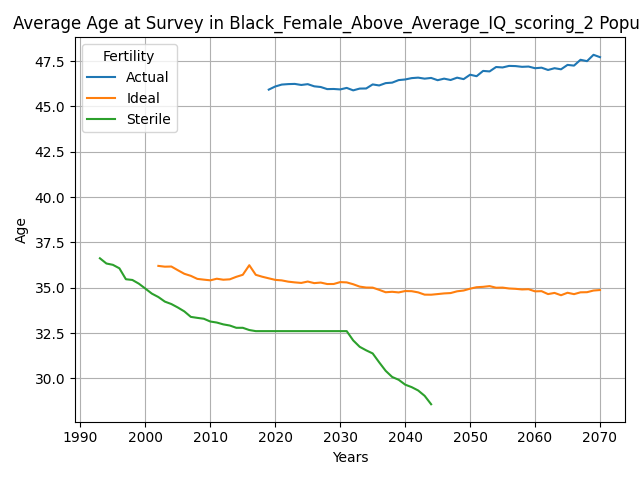 Average Age at Survey in Black_Female_Above_Average_IQ_scoring_2 Popu
Fertility
Actual
Ideal
Sterile
47.5
45.0
42.5
40.0
37.5
35.0
32.5
30.0
Age
1990 2000 2010 2020 2030 2040 2050 2060 2070
Years